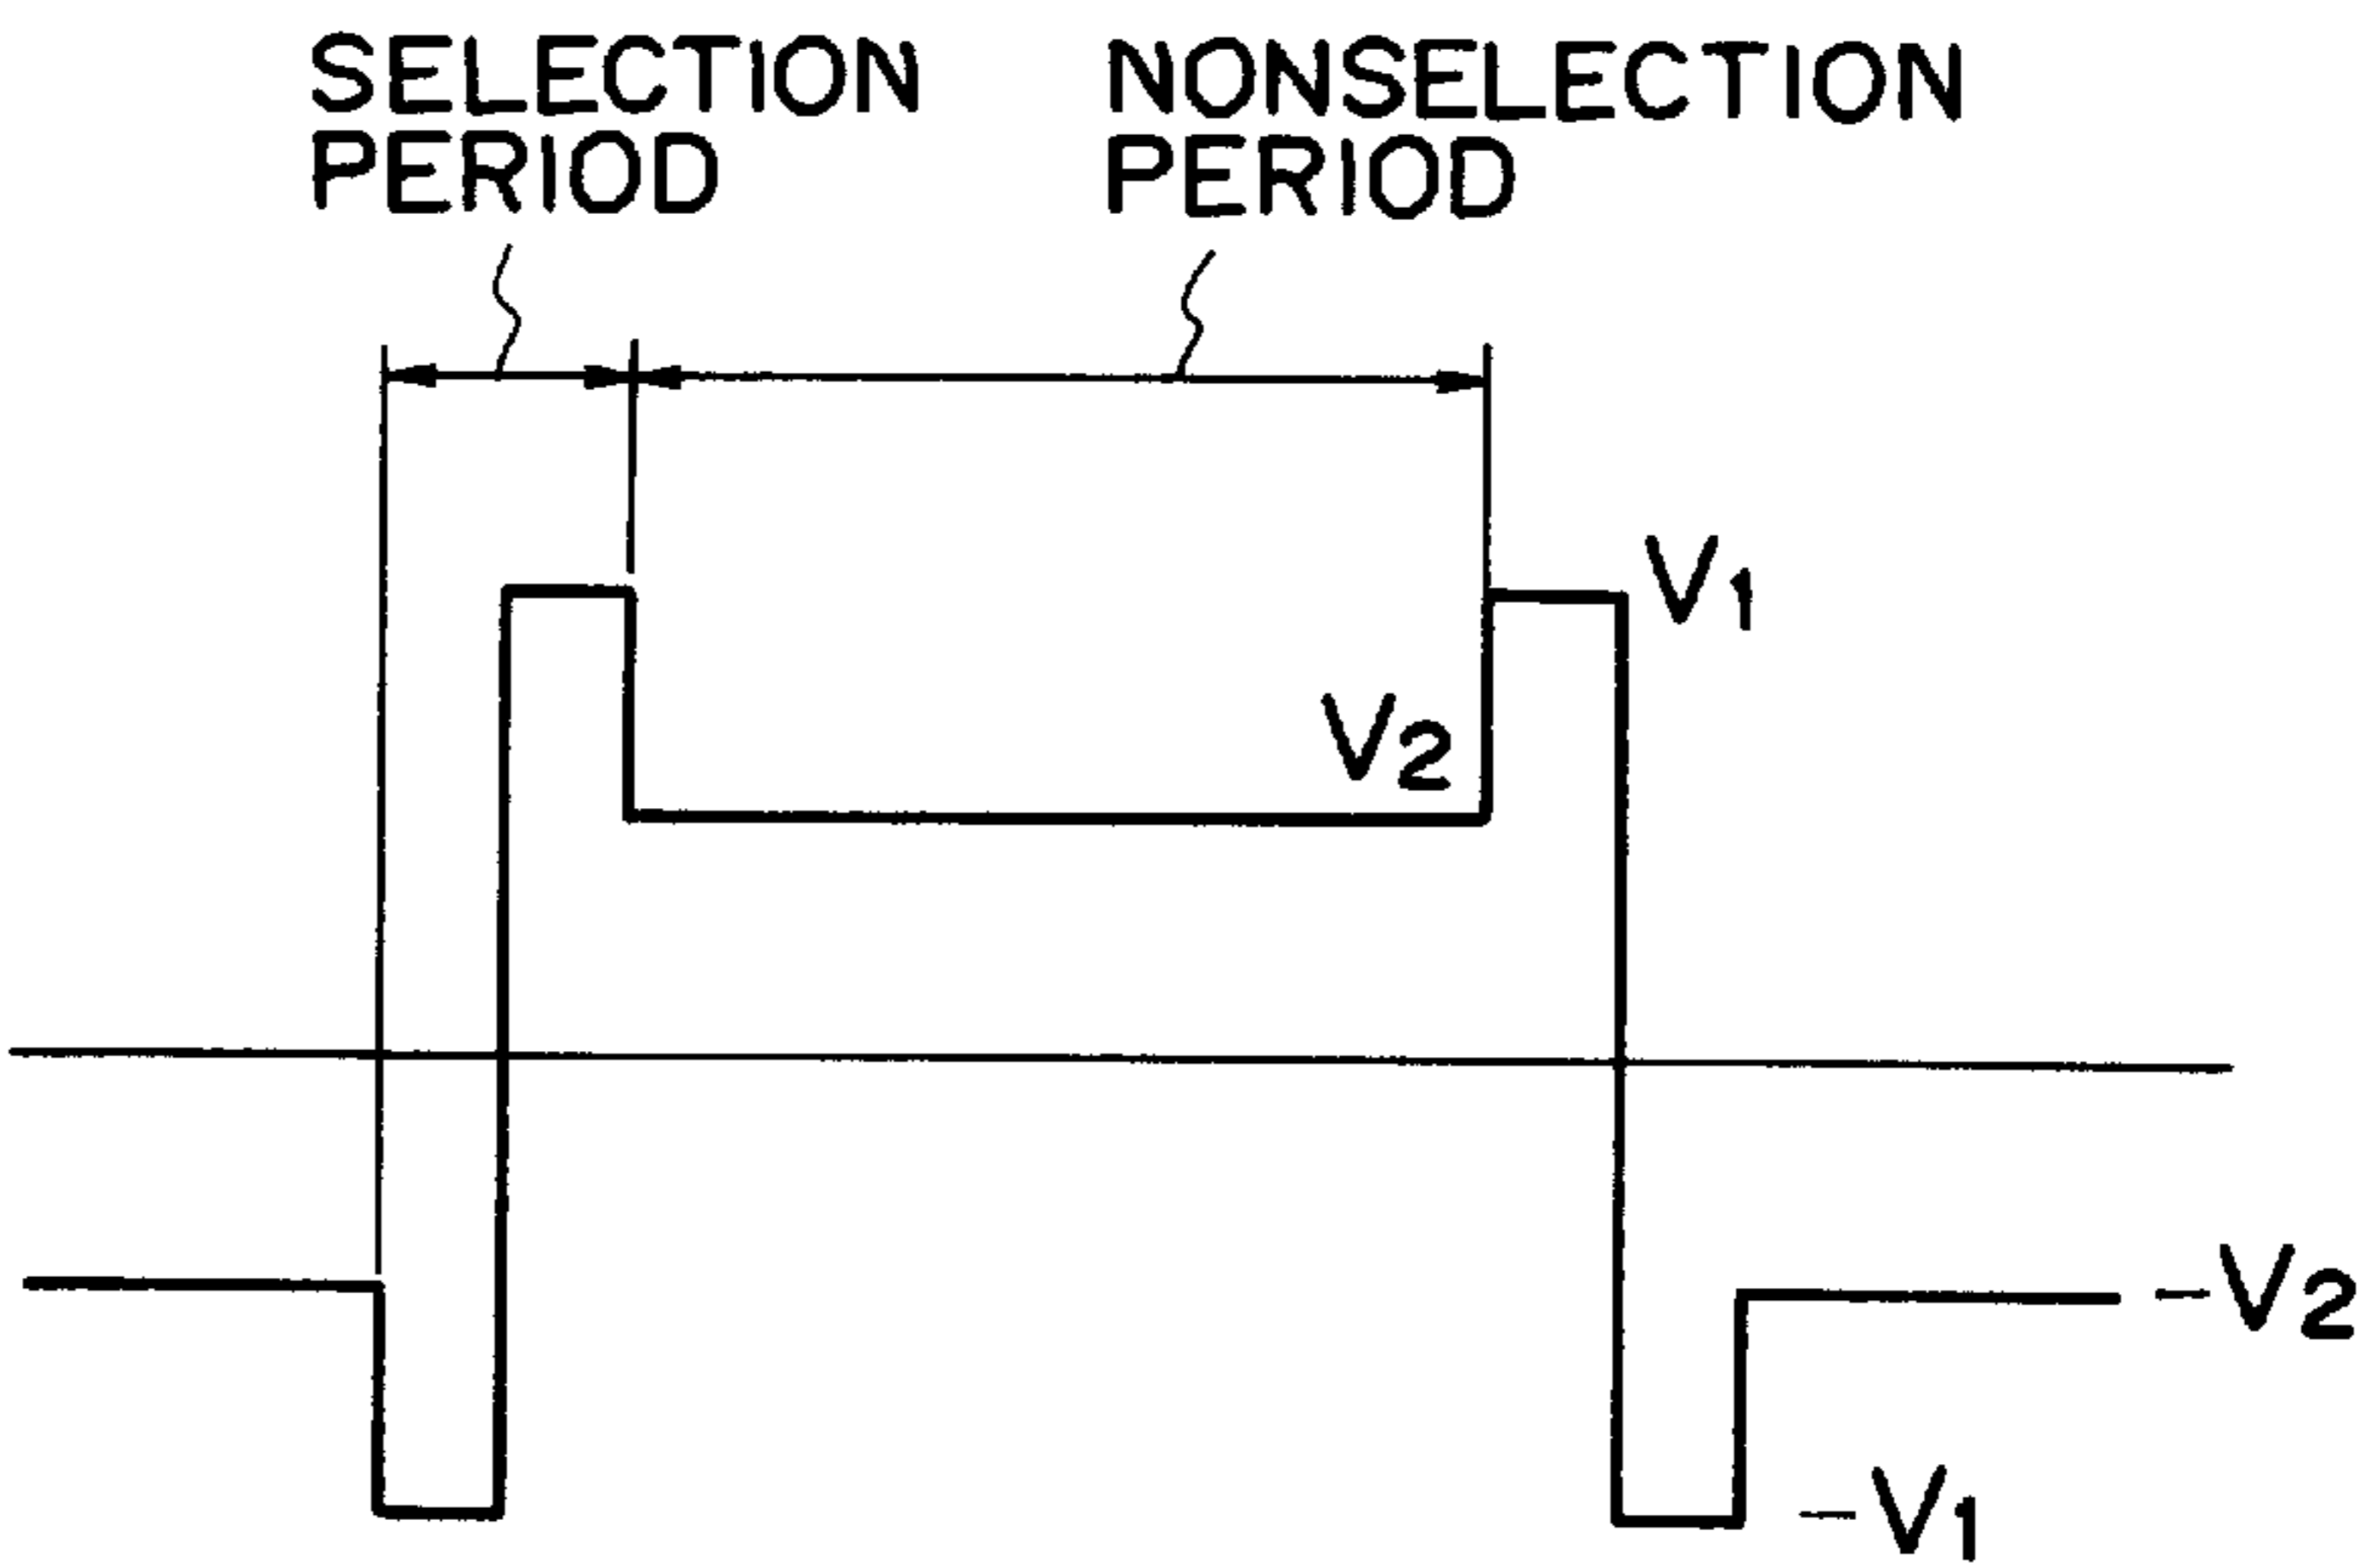 SELECTION
PERIOD
NONSELECTION
PERIOD
V1
V2
-V2
-V1